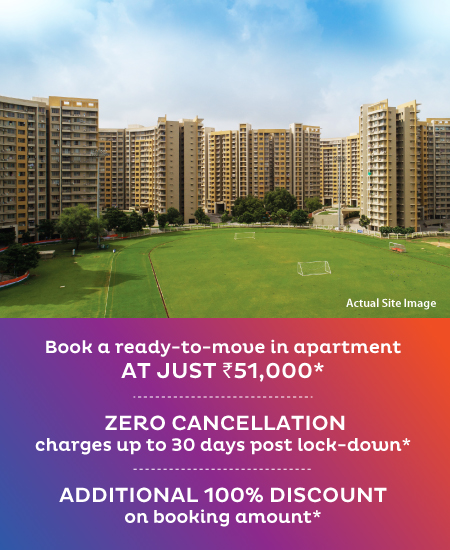 Actual Site Image
Book a ready-to-move in apartment
AT JUST ₹51,000*
ZERO CANCELLATION
charges up to 30 days post lock-down*
ADDITIONAL 100% DISCOUNT
on booking amount*